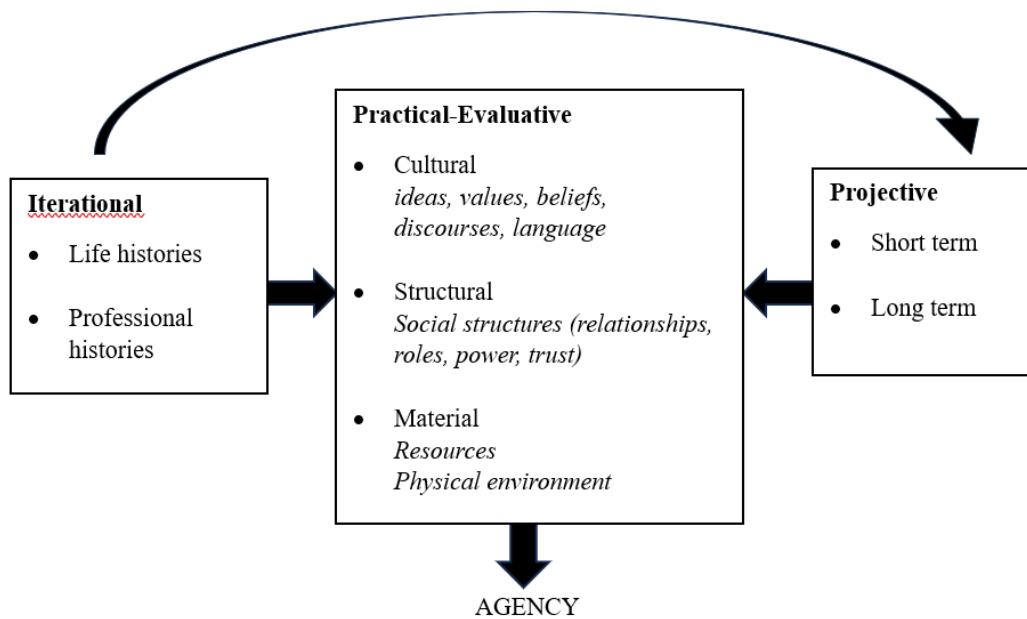 Iterational
• Life histories
• Professional
histories
Practical-Evaluative
• Cultural
ideas, values, beliefs,
discourses, language
• Structural
Social structures (relationships,
roles, power, trust)
• Material
Resources
Physical environment
Projective
• Short term
• Long term
AGENCY